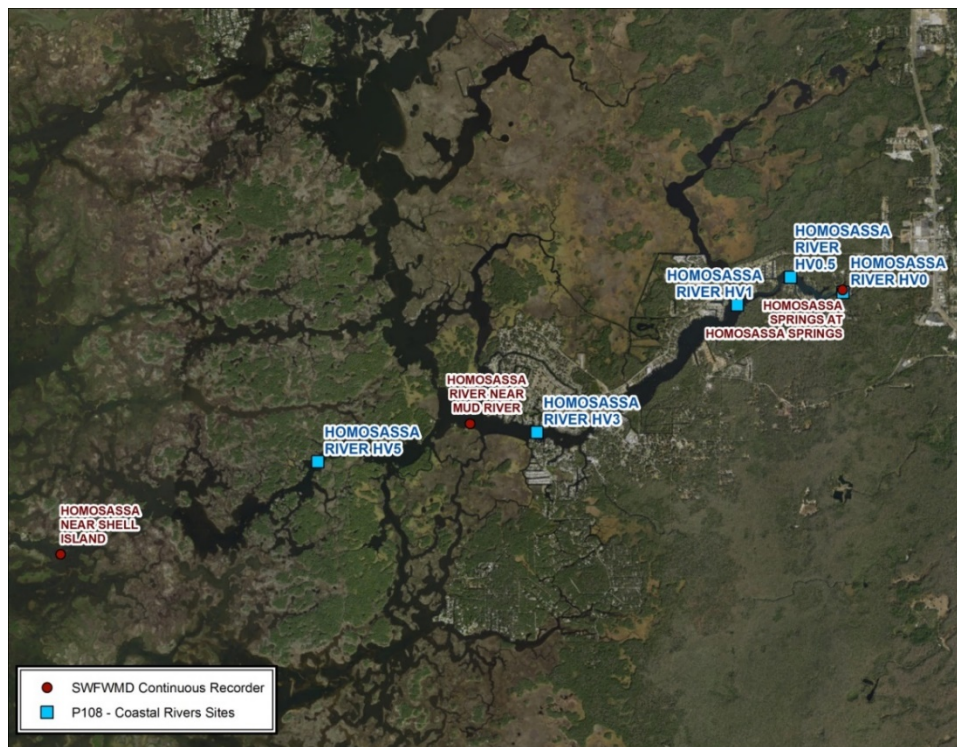 HOMOSASSA
RIVER
HV0.5
HOMOSASSA
RIVER HV0
HOMOSASSA
RIVER HV1
HOMOSASSA
SPRINGS AT
HOMOSASSA SPRINGS
HOMOSASSA
RIVER NEAR
MUD RIVER
HOMOSASSA
RIVER HV3
HOMOSASSA
RIVER HV5
HOMOSASSA
NEAR SHELL
ISLAND
SWFWMD Continuous Recorder
P108 - Coastal Rivers Sites